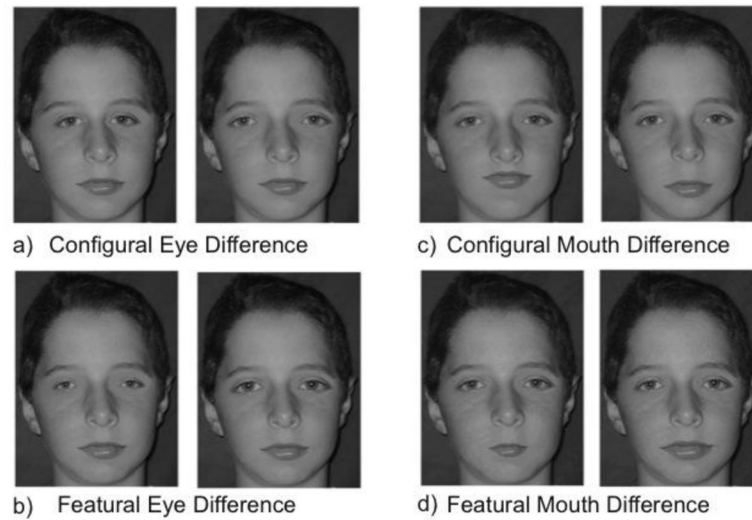 a) Configural Eye Difference
c) Configural Mouth Difference
b) Featural Eye Difference
d) Featural Mouth Difference